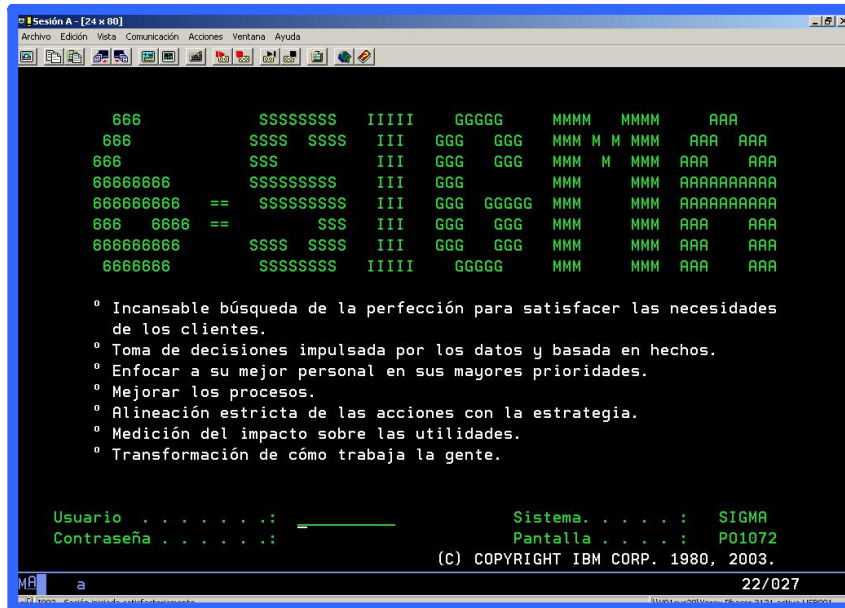 Sesión A - [24 x 80]
Archivo Edición Vista Comunicación Acciones Ventana Ayuda
666 SSSSSSSS IIIII GGGGG MMMM MMMM AAA
666 SSSS SSSS III GGG GGG MMM M M MMM AAA AAA
666 SSS III GGG GGG MMM M MMM AAA AAA
66666666 SSSSSSSSS III GGG MMM MMM AAAAAAAAAA
666666666 == SSSSSSSSS III GGG GGGGG MMM MMM AAAAAAAAAA
666 6666 == SSS III GGG GGG MMM MMM AAA AAA
666666666 SSSS SSSS III GGG GGG MMM MMM AAA AAA
6666666 SSSSSSSS IIIII GGGGG MMM MMM AAA AAA
º Incansable búsqueda de la perfección para satisfacer las necesidades
de los clientes.
º Toma de decisiones impulsada por los datos y basada en hechos.
º Enfocar a su mejor personal en sus mayores prioridades.
º Mejorar los procesos.
º Alineación estricta de las acciones con la estrategia.
º Medición del impacto sobre las utilidades.
º Transformación de cómo trabaja la gente.
Usuario . . . . . . .: Sistema. . . . . : SIGMA
Contraseña . . . . . .: Pantalla . . . . : PO1072
(C) COPYRIGHT IBM CORP. 1980, 2003.
MA a 22/027